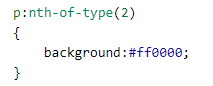 p:nth-of-type(2)
{
    background:#ff0000;
}